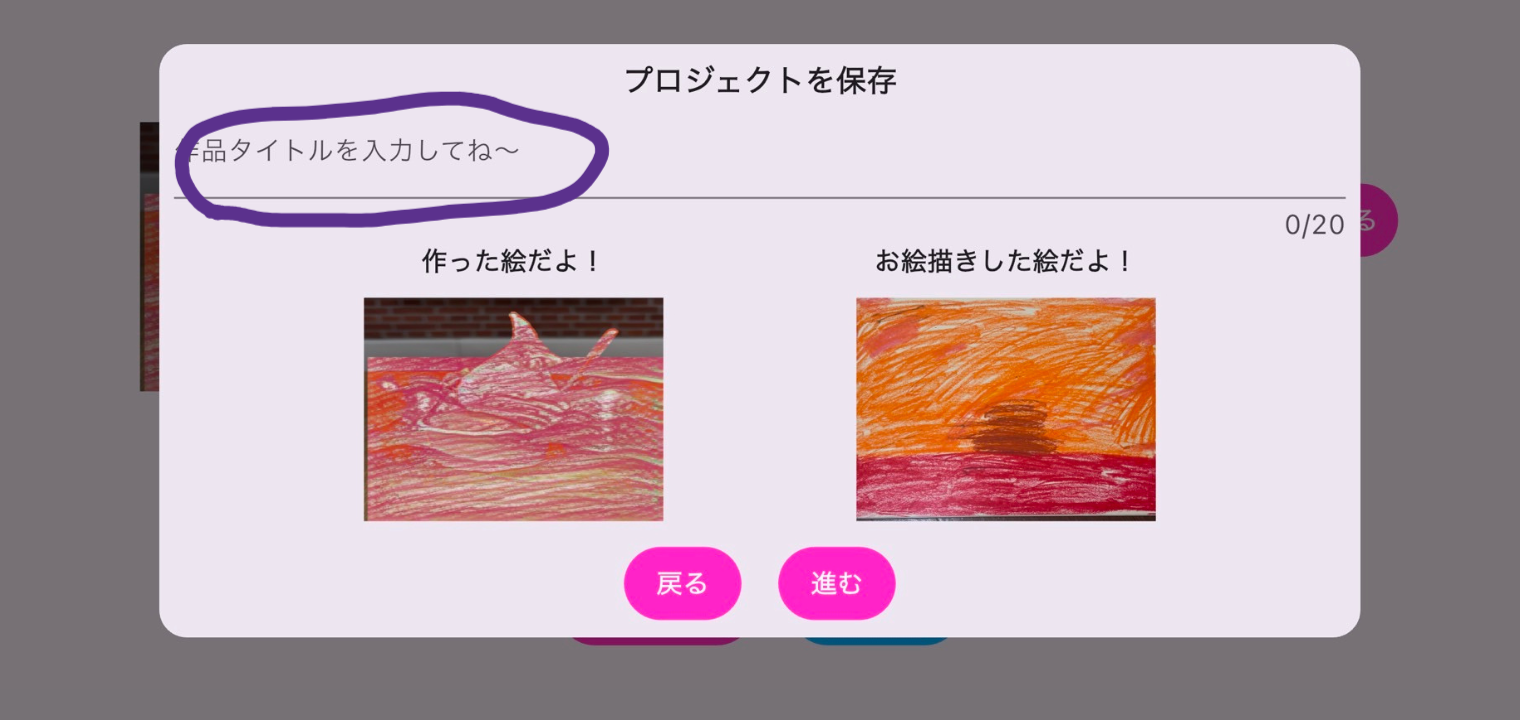 プロジェクトを保存
作品タイトルを入力してね〜
0/20
る
作った絵だよ！
お絵描きした絵だよ！
戻る
進む